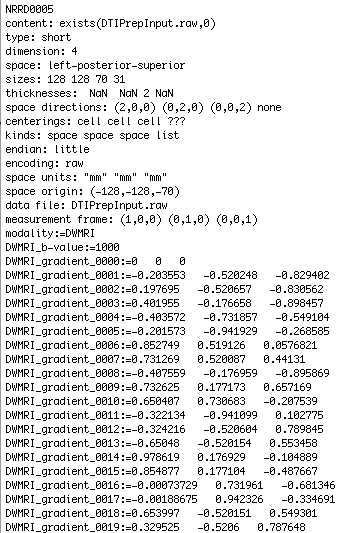 NRRD0005
content: exists(DTIPrepInput.raw,0)
type: short
dimension: 4
space: left-posterior-superior
sizes: 128 128 70 31
thicknesses:  NaN  NaN 2 NaN
space directions: (2,0,0) (0,2,0) (0,0,2) none
centerings: cell cell cell ???
kinds: space space space list
endian: little
encoding: raw
space units: "mm" "mm" "mm"
space origin: (-128,-128,-70)
data file: DTIPrepInput.raw
measurement frame: (1,0,0) (0,1,0) (0,0,1)
modality:=DWMRI
DWMRI_b-value:=1000
DWMRI_gradient_0000:=0   0   0
DWMRI_gradient_0001:=-0.203553   -0.520248   -0.829402
DWMRI_gradient_0002:=0.197695   -0.520657   -0.830562
DWMRI_gradient_0003:=0.401955   -0.176658   -0.898457
DWMRI_gradient_0004:=-0.403572   -0.731857   -0.549104
DWMRI_gradient_0005:=-0.201573   -0.941929   -0.268585
DWMRI_gradient_0006:=0.852749   0.519126   0.0576821
DWMRI_gradient_0007:=0.731269   0.520087   0.44131
DWMRI_gradient_0008:=-0.407559   -0.176959   -0.895869
DWMRI_gradient_0009:=0.732625   0.177173   0.657169
DWMRI_gradient_0010:=0.650407   0.730683   -0.207539
DWMRI_gradient_0011:=-0.322134   -0.941099   0.102775
DWMRI_gradient_0012:=-0.324216   -0.520604   0.789845
DWMRI_gradient_0013:=-0.65048   -0.520154   0.553458
DWMRI_gradient_0014:=0.978619   0.176929   -0.104889
DWMRI_gradient_0015:=0.854877   0.177104   -0.487667
DWMRI_gradient_0016:=-0.00073729   0.731961   -0.681346
DWMRI_gradient_0017:=-0.00188675   0.942326   -0.334691
DWMRI_gradient_0018:=0.653997   -0.520151   0.549301
DWMRI_gradient_0019:=0.329525   -0.5206   0.787648